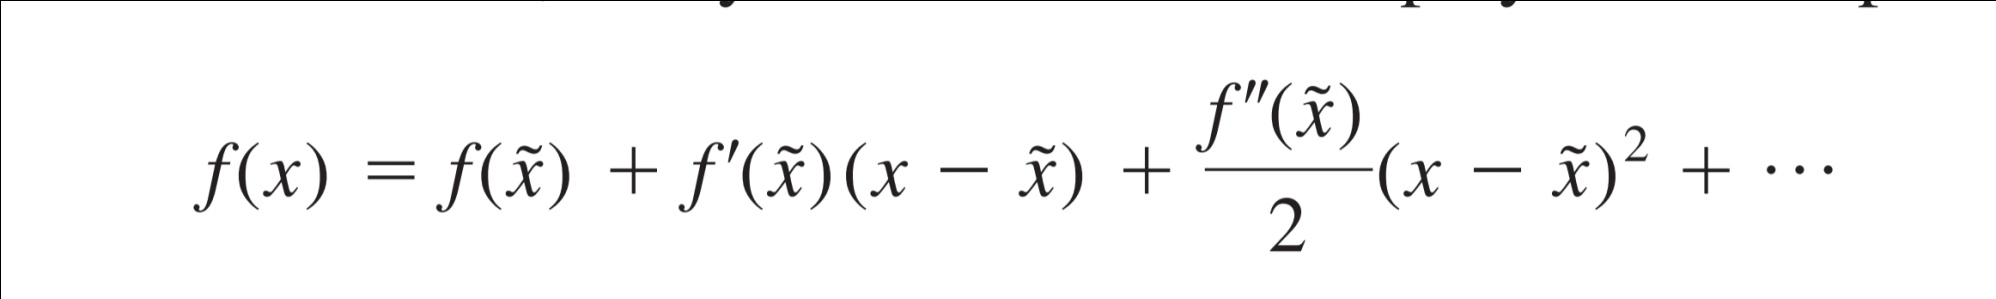 f(x) = f(x̃) + f′(x̃)(x − x̃) + f″(x̃)/2 (x − x̃)² + ⋯